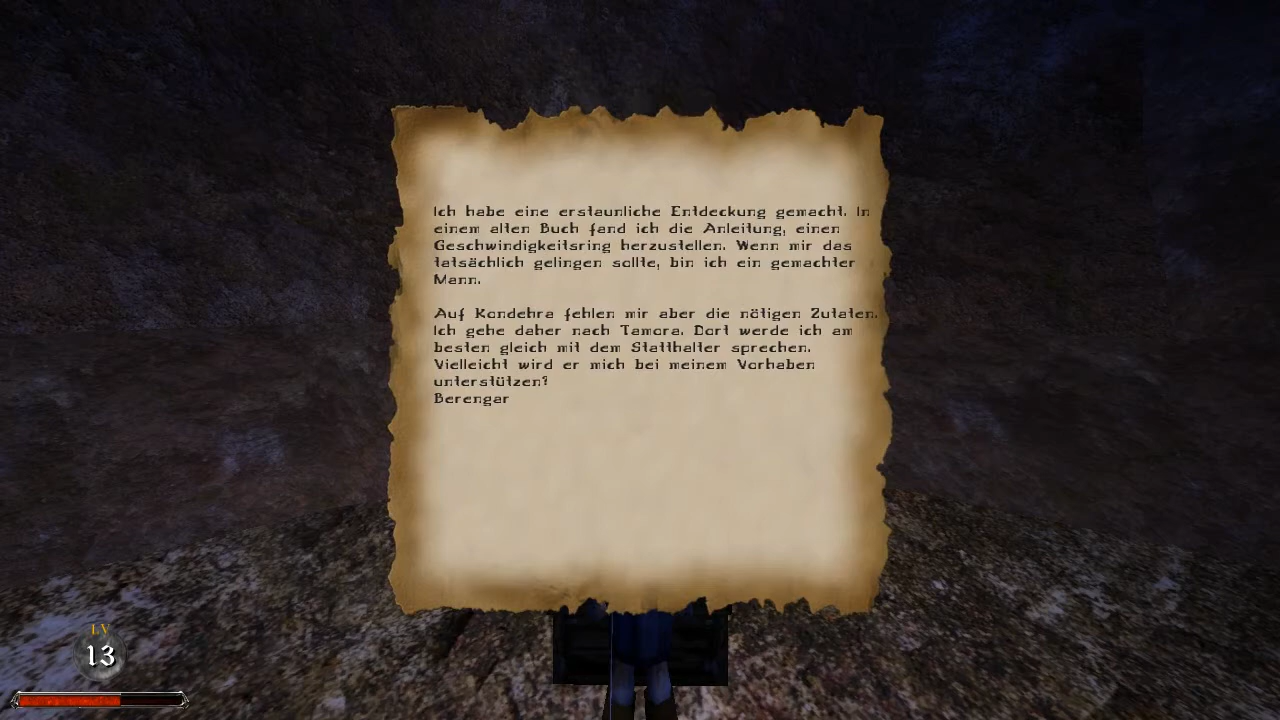 Ich habe eine erstaunliche Entdeckung gemacht. In
einem alten Buch fand ich die Anleitung, einen
Geschwindigkeitsring herzustellen. Wenn mir das
tatsächlich gelingen sollte, bin ich ein gemachter
Mann.
Auf Kondehra fehlen mir aber die nötigen Zutaten.
Ich gehe daher nach Tamora. Dort werde ich am
besten gleich mit dem Statthalter sprechen.
Vielleicht wird er mich bei meinem Vorhaben
unterstützen?
Berengar
LV
13